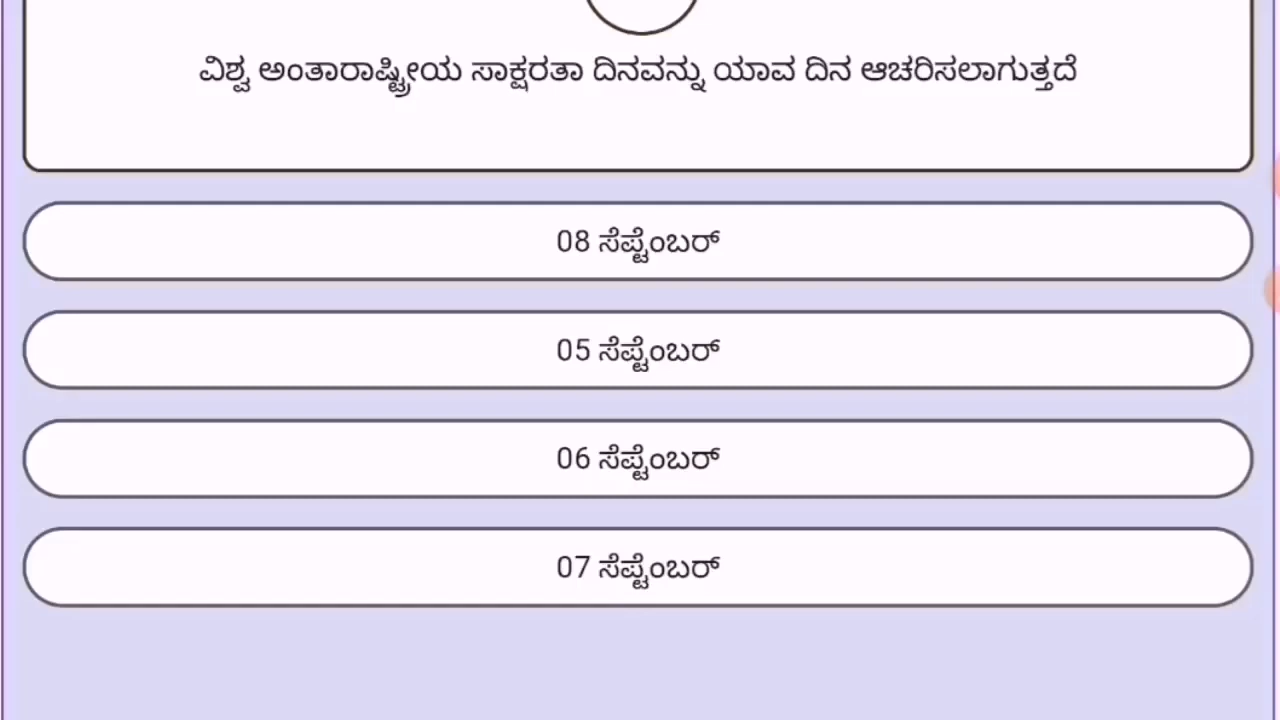 ವಿಶ್ವ ಅಂತಾರಾಷ್ಟ್ರೀಯ ಸಾಕ್ಷರತಾ ದಿನವನ್ನು ಯಾವ ದಿನ ಆಚರಿಸಲಾಗುತ್ತದೆ
08 ಸೆಪ್ಟೆಂಬರ್
05 ಸೆಪ್ಟೆಂಬರ್
06 ಸೆಪ್ಟೆಂಬರ್
07 ಸೆಪ್ಟೆಂಬರ್